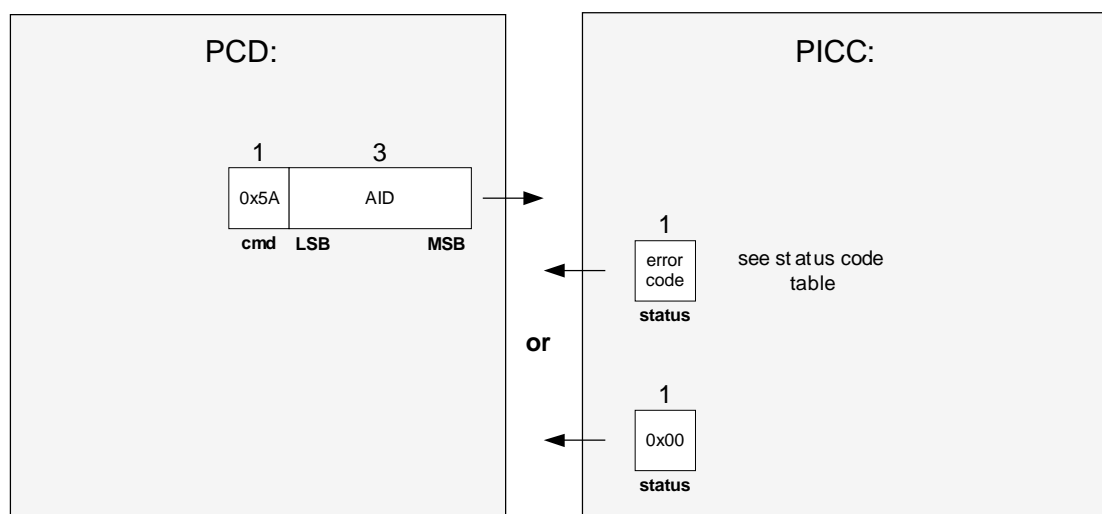 PCD:
PICC:
1 3
0x5A AID
cmd LSB MSB
1
error
code
see status code
table
status
or
1
0x00
status